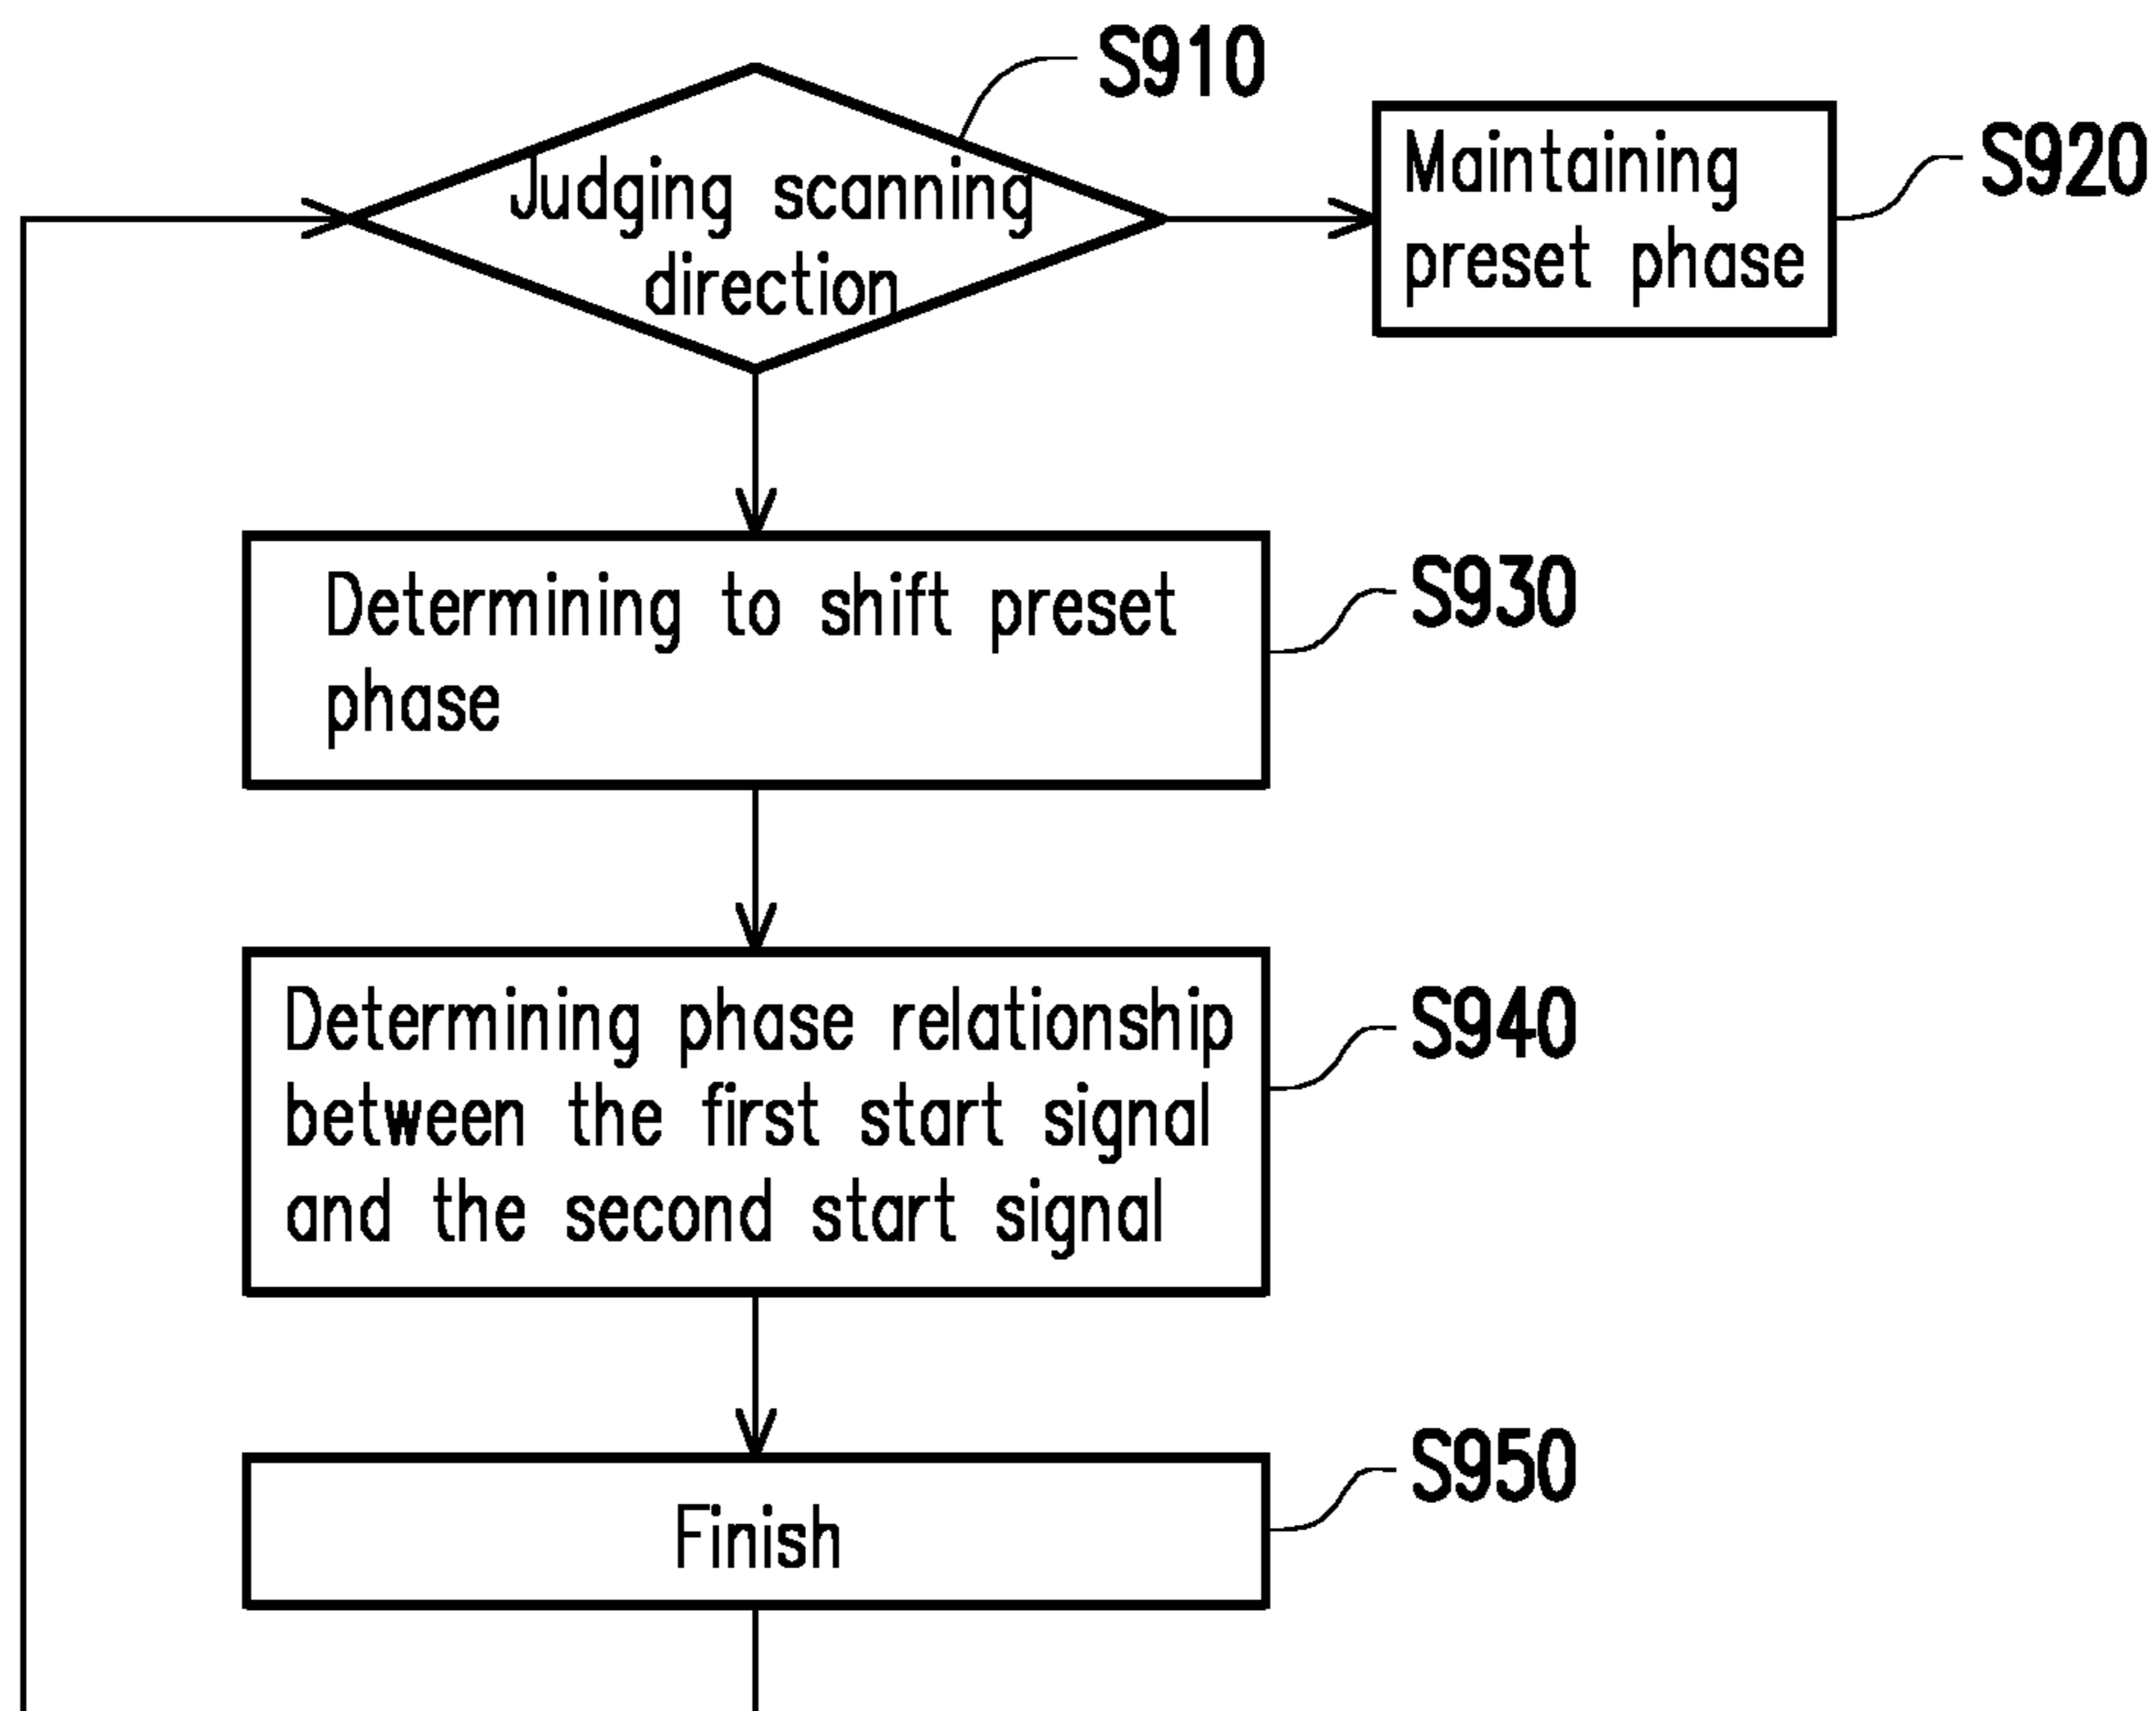 S910
Judging scanning
direction
Maintaining
preset phase
S920
Determining to shift preset
phase
S930
Determining phase relationship
between the first start signal
and the second start signal
S940
Finish
S950